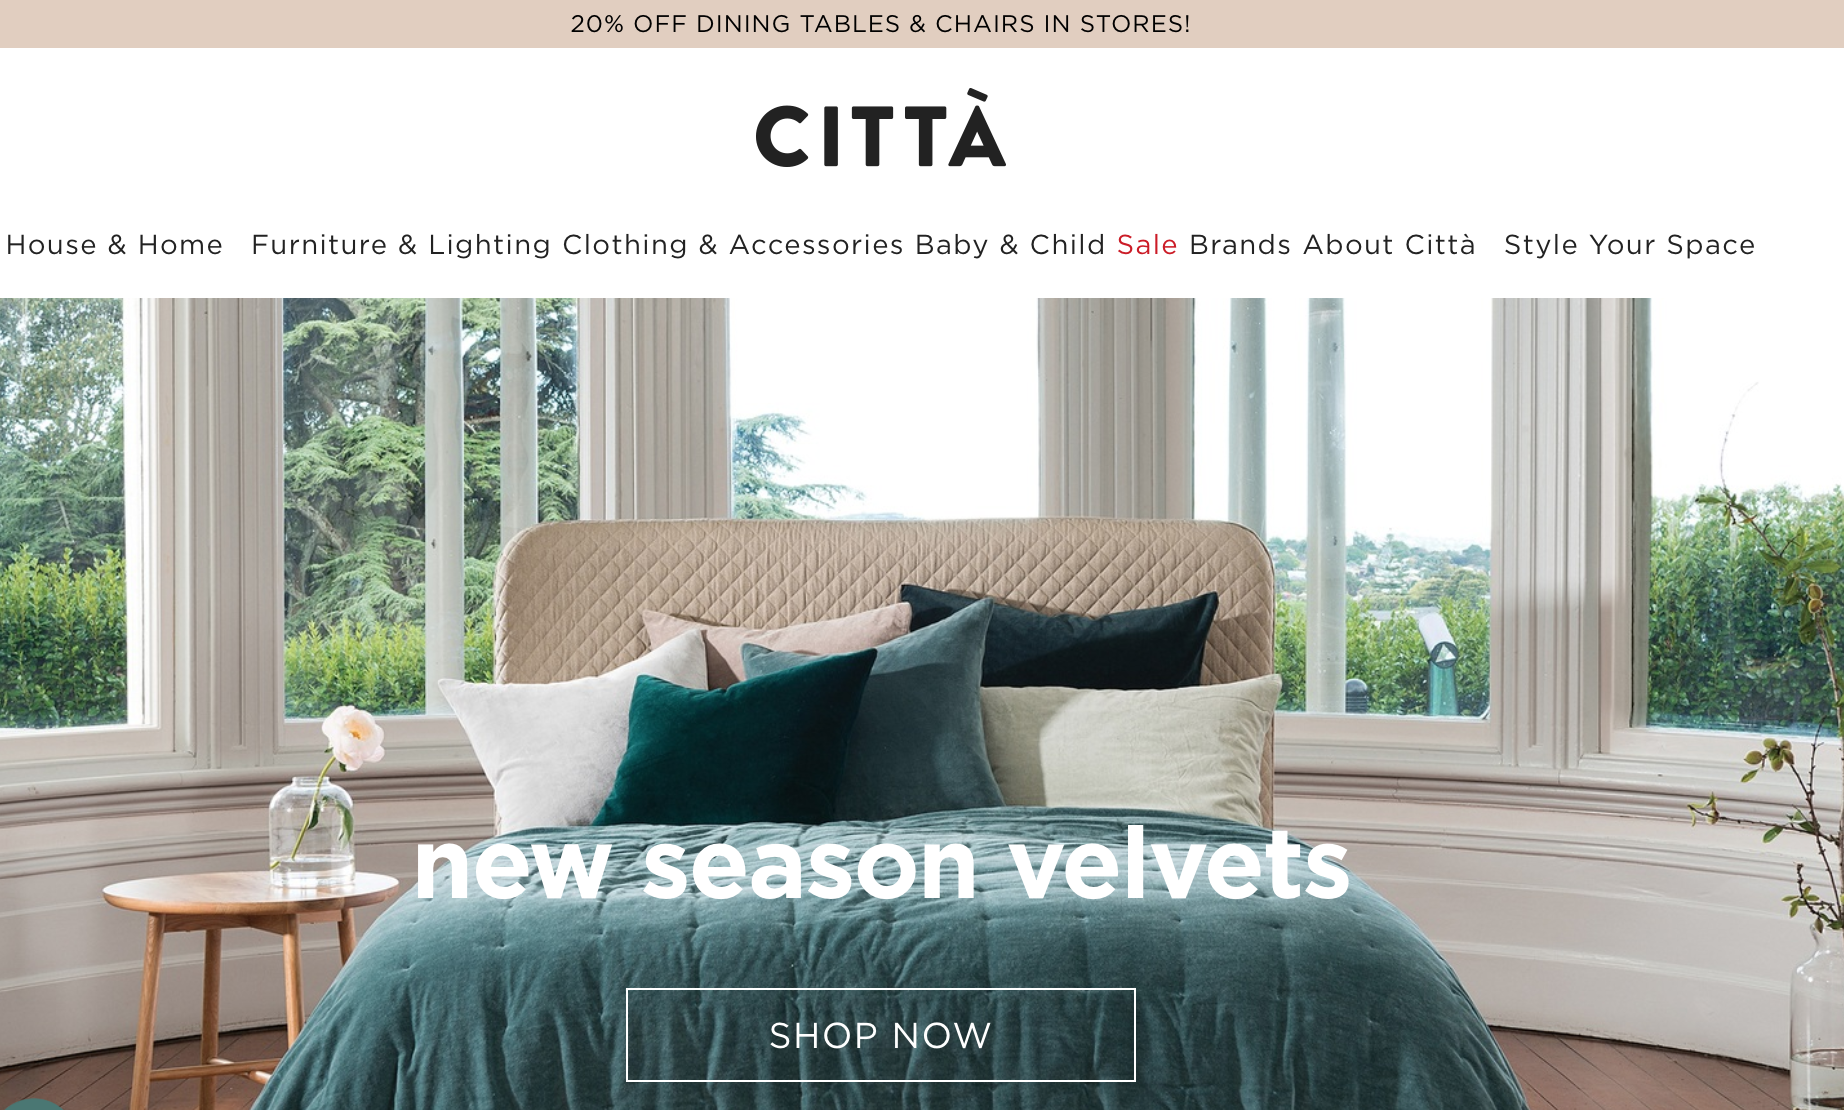 20% OFF DINING TABLES & CHAIRS IN STORES!
CITTÀ
House & Home Furniture & Lighting Clothing & Accessories Baby & Child Sale Brands About Città Style Your Space
new season velvets
SHOP NOW